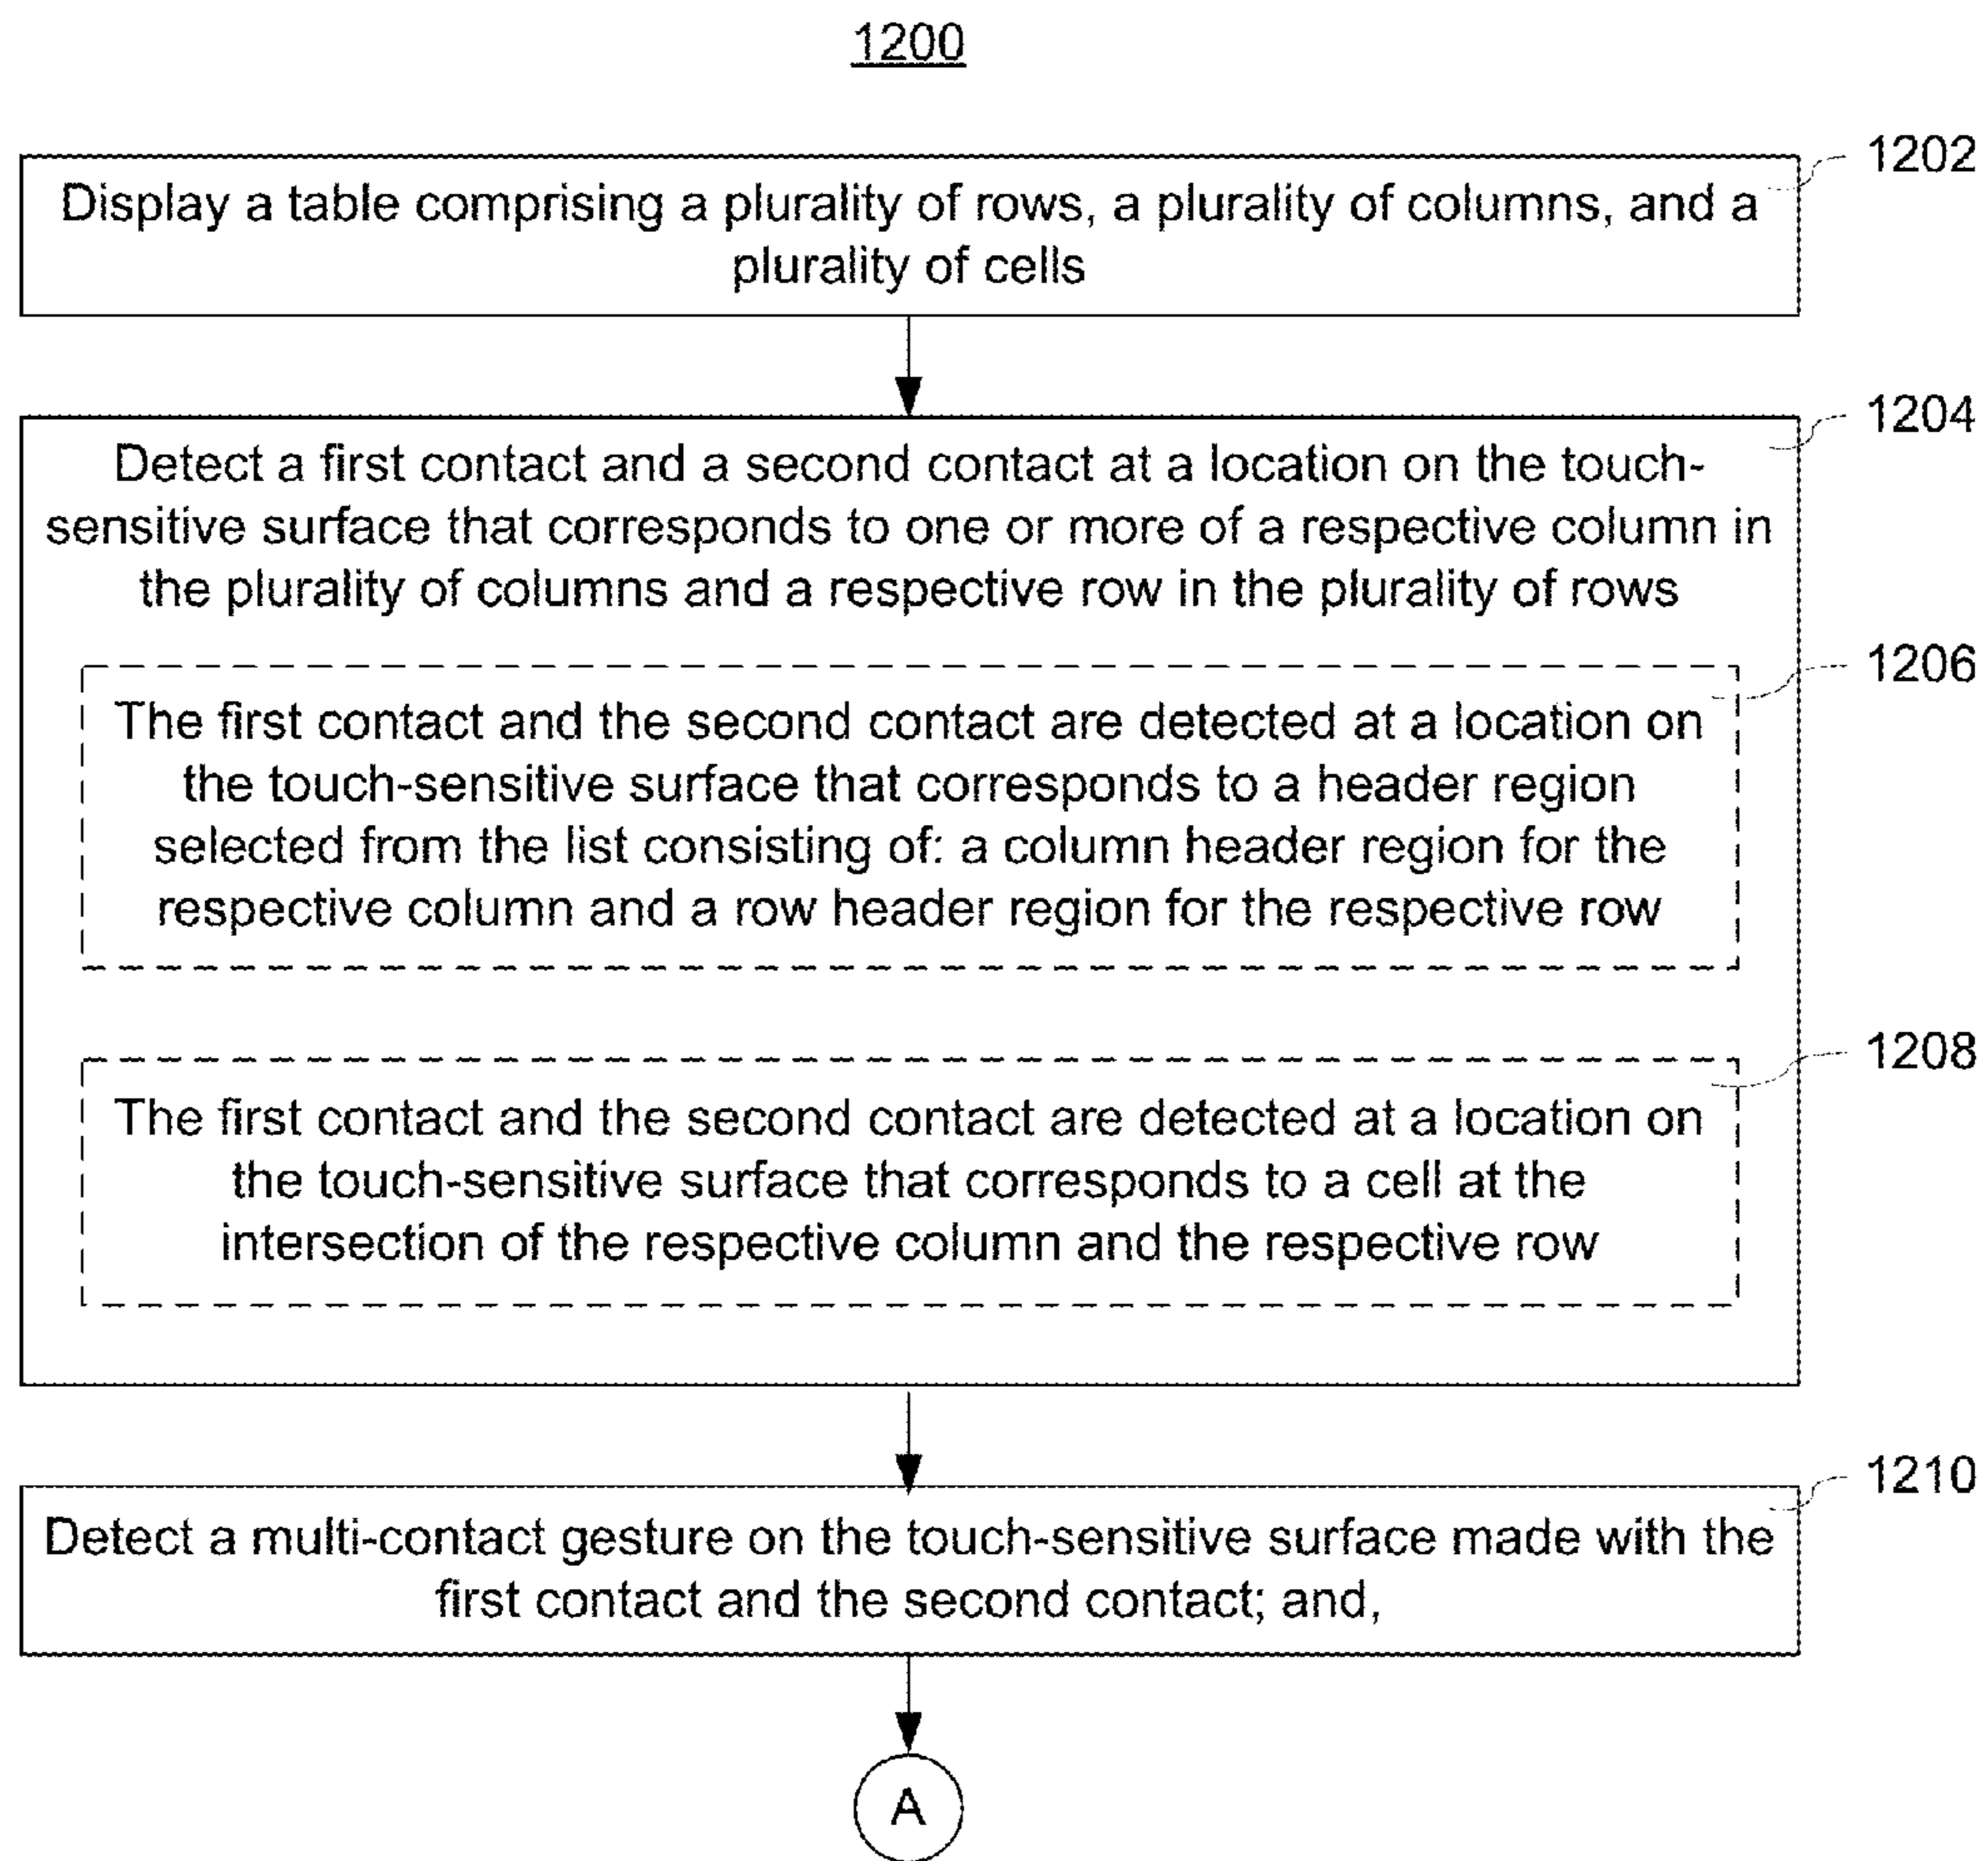 1200
1202
Display a table comprising a plurality of rows, a plurality of columns, and a
plurality of cells
1204
Detect a first contact and a second contact at a location on the touch-
sensitive surface that corresponds to one or more of a respective column in
the plurality of columns and a respective row in the plurality of rows
1206
The first contact and the second contact are detected at a location on
the touch-sensitive surface that corresponds to a header region
selected from the list consisting of: a column header region for the
respective column and a row header region for the respective row
1208
The first contact and the second contact are detected at a location on
the touch-sensitive surface that corresponds to a cell at the
intersection of the respective column and the respective row
1210
Detect a multi-contact gesture on the touch-sensitive surface made with the
first contact and the second contact; and,
A